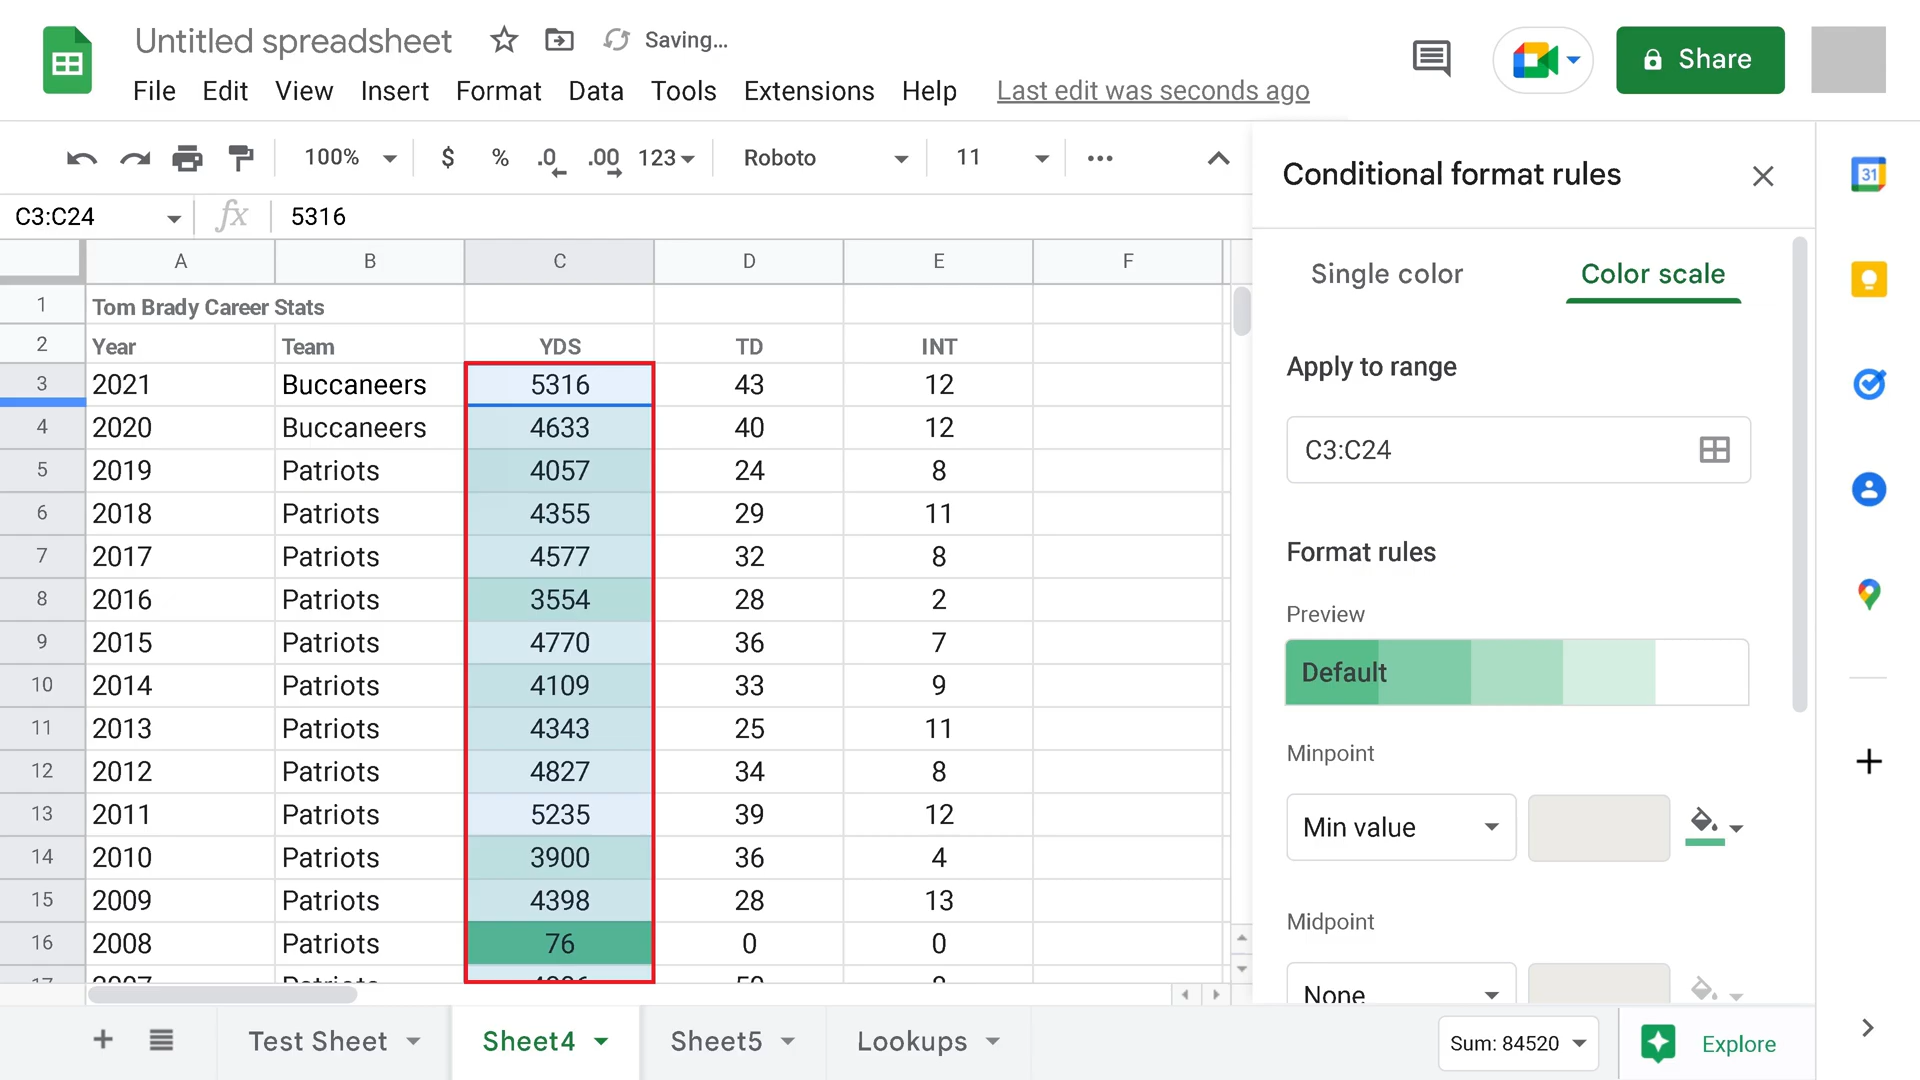 Untitled spreadsheet Saving...
File Edit View Insert Format Data Tools Extensions Help Last edit was seconds ago
Share
100% $ % .0 .00 123 Roboto 11
C3:C24 fx 5316
A B C D E F
1 Tom Brady Career Stats
2 Year Team YDS TD INT
3 2021 Buccaneers 5316 43 12
4 2020 Buccaneers 4633 40 12
5 2019 Patriots 4057 24 8
6 2018 Patriots 4355 29 11
7 2017 Patriots 4577 32 8
8 2016 Patriots 3554 28 2
9 2015 Patriots 4770 36 7
10 2014 Patriots 4109 33 9
11 2013 Patriots 4343 25 11
12 2012 Patriots 4827 34 8
13 2011 Patriots 5235 39 12
14 2010 Patriots 3900 36 4
15 2009 Patriots 4398 28 13
16 2008 Patriots 76 0 0
17 2007 Patriots
Conditional format rules
Single color Color scale
Apply to range
C3:C24
Format rules
Preview
Default
Minpoint
Min value
Midpoint
None
31
Test Sheet Sheet4 Sheet5 Lookups Sum: 84520 Explore